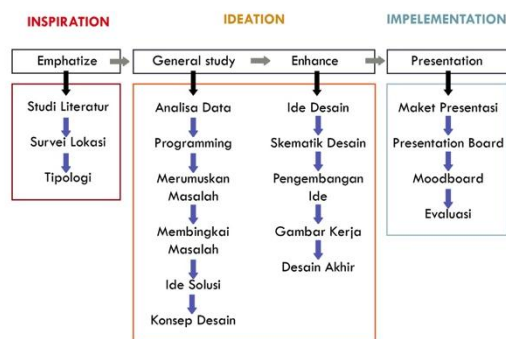 INSPIRATION
IDEATION
IMPELEMENTATION
Emphatize
General study
Enhance
Presentation
Studi Literatur
Survei Lokasi
Tipologi
Analisa Data
Programming
Merumuskan
Masalah
Membingkai
Masalah
Ide Solusi
Konsep Desain
Ide Desain
Skematik Desain
Pengembangan
Ide
Gambar Kerja
Desain Akhir
Maket Presentasi
Presentation Board
Moodboard
Evaluasi